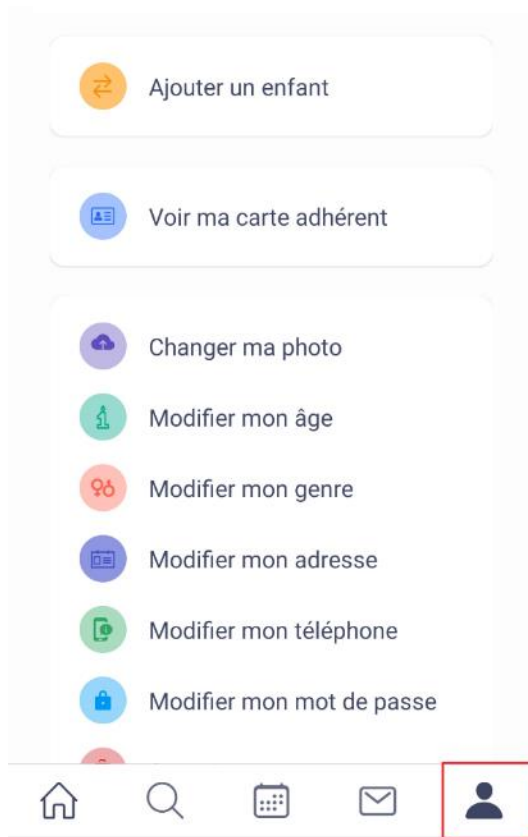 Ajouter un enfant
Voir ma carte adhérent
Changer ma photo
Modifier mon âge
Modifier mon genre
Modifier mon adresse
Modifier mon téléphone
Modifier mon mot de passe